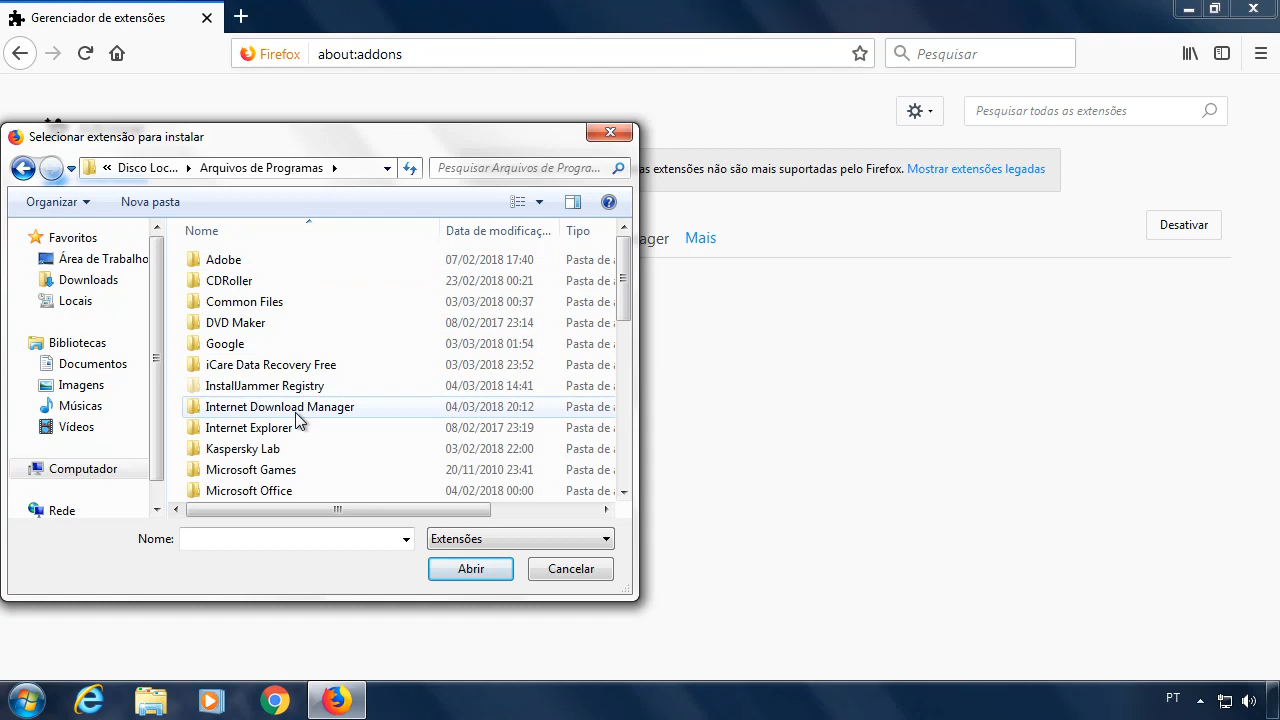 Gerenciador de extensões
Firefox about:addons Pesquisar
Pesquisar todas as extensões
Selecionar extensão para instalar
« Disco Loc... Arquivos de Programas Pesquisar Arquivos de Progra...
as extensões não são mais suportadas pelo Firefox. Mostrar extensões legadas
Organizar Nova pasta
Desativar
ager Mais
Nome Data de modificaç... Tipo
Favoritos
Área de Trabalho
Downloads
Locais
Bibliotecas
Documentos
Imagens
Músicas
Vídeos
Computador
Rede
Adobe 07/02/2018 17:40 Pasta de a
CDRoller 23/02/2018 00:21 Pasta de a
Common Files 03/03/2018 00:37 Pasta de a
DVD Maker 08/02/2017 23:14 Pasta de a
Google 03/03/2018 01:54 Pasta de a
iCare Data Recovery Free 03/03/2018 23:52 Pasta de a
InstallJammer Registry 04/03/2018 14:41 Pasta de a
Internet Download Manager 04/03/2018 20:12 Pasta de a
Internet Explorer 08/02/2017 23:19 Pasta de a
Kaspersky Lab 03/02/2018 22:00 Pasta de a
Microsoft Games 20/11/2010 23:41 Pasta de a
Microsoft Office 04/02/2018 00:00 Pasta de a
Nome: Extensões
Abrir Cancelar
PT